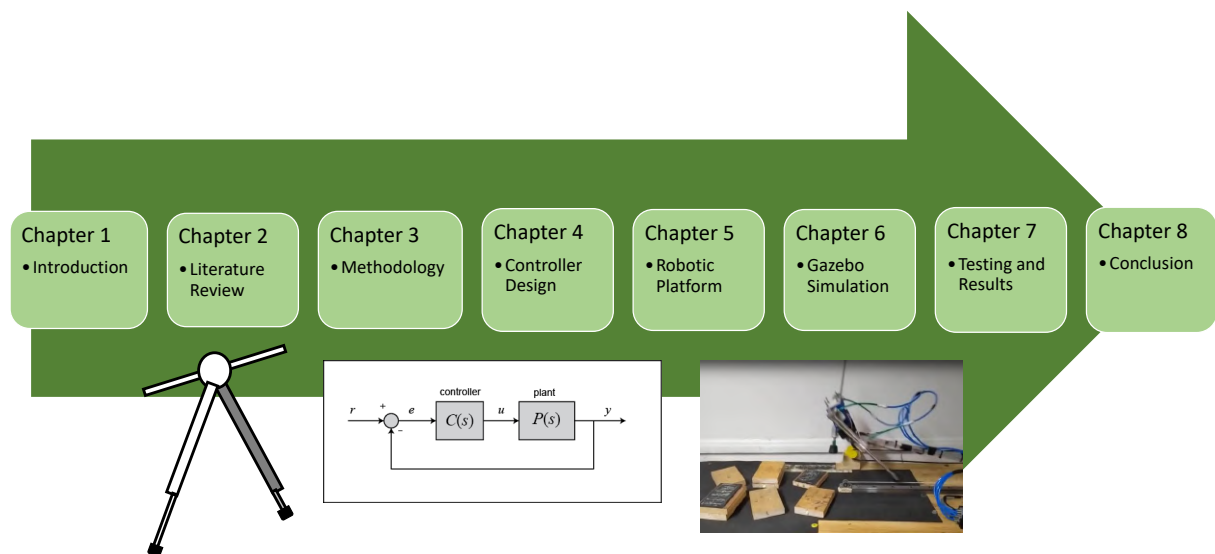 Chapter 1
• Introduction
Chapter 2
• Literature
Review
Chapter 3
• Methodology
Chapter 4
• Controller
Design
Chapter 5
• Robotic
Platform
Chapter 6
• Gazebo
Simulation
Chapter 7
• Testing and
Results
Chapter 8
• Conclusion
controller
plant
r
+
−
e
C(s)
u
P(s)
y